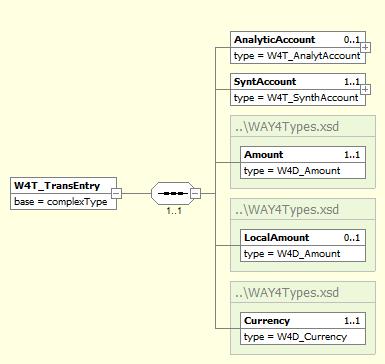 AnalyticAccount 0..1
type = W4T_AnalytAccount
SyntAccount 1..1
type = W4T_SynthAccount
..\WAY4Types.xsd
Amount 1..1
type = W4D_Amount
W4T_TransEntry
base = complexType
1..1
..\WAY4Types.xsd
LocalAmount 0..1
type = W4D_Amount
..\WAY4Types.xsd
Currency 1..1
type = W4D_Currency